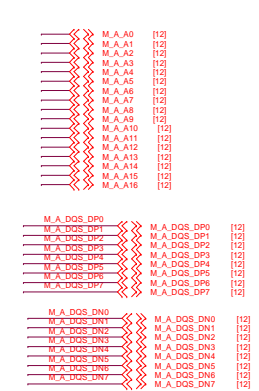 M_A_A0 [12]
M_A_A1 [12]
M_A_A2 [12]
M_A_A3 [12]
M_A_A4 [12]
M_A_A5 [12]
M_A_A6 [12]
M_A_A7 [12]
M_A_A8 [12]
M_A_A9 [12]
M_A_A10 [12]
M_A_A11 [12]
M_A_A12 [12]
M_A_A13 [12]
M_A_A14 [12]
M_A_A15 [12]
M_A_A16 [12]
M_A_DQS_DP0
M_A_DQS_DP1 M_A_DQS_DP0 [12]
M_A_DQS_DP2 M_A_DQS_DP1 [12]
M_A_DQS_DP3 M_A_DQS_DP2 [12]
M_A_DQS_DP4 M_A_DQS_DP3 [12]
M_A_DQS_DP5 M_A_DQS_DP4 [12]
M_A_DQS_DP6 M_A_DQS_DP5 [12]
M_A_DQS_DP7 M_A_DQS_DP6 [12]
M_A_DQS_DP7 [12]
M_A_DQS_DN0
M_A_DQS_DN1 M_A_DQS_DN0 [12]
M_A_DQS_DN2 M_A_DQS_DN1 [12]
M_A_DQS_DN3 M_A_DQS_DN2 [12]
M_A_DQS_DN4 M_A_DQS_DN3 [12]
M_A_DQS_DN5 M_A_DQS_DN4 [12]
M_A_DQS_DN6 M_A_DQS_DN5 [12]
M_A_DQS_DN7 M_A_DQS_DN6 [12]
M_A_DQS_DN7 [12]